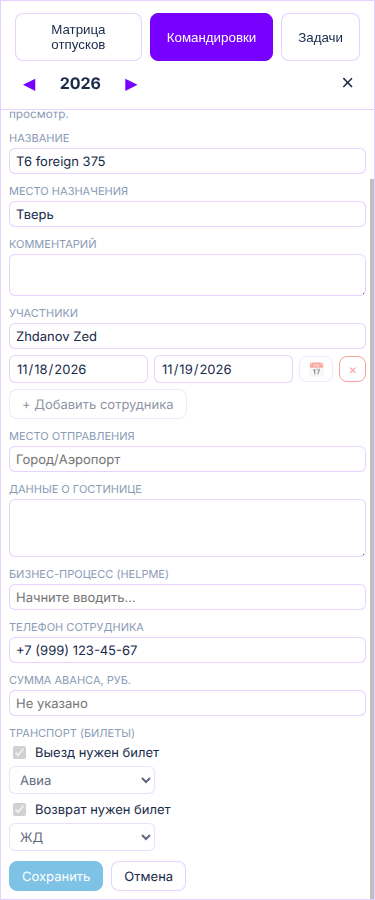 Матрица
отпусков
Командировки
Задачи
◀ 2026 ▶ ×
просмотр.
НАЗВАНИЕ
T6 foreign 375
МЕСТО НАЗНАЧЕНИЯ
Тверь
КОММЕНТАРИЙ
УЧАСТНИКИ
Zhdanov Zed
11/18/2026 11/19/2026 📅 ×
+ Добавить сотрудника
МЕСТО ОТПРАВЛЕНИЯ
Город/Аэропорт
ДАННЫЕ О ГОСТИНИЦЕ
БИЗНЕС-ПРОЦЕСС (HELPME)
Начните вводить...
ТЕЛЕФОН СОТРУДНИКА
+7 (999) 123-45-67
СУММА АВАНСА, РУБ.
Не указано
ТРАНСПОРТ (БИЛЕТЫ)
Выезд нужен билет
Авиа
Возврат нужен билет
ЖД
Сохранить Отмена